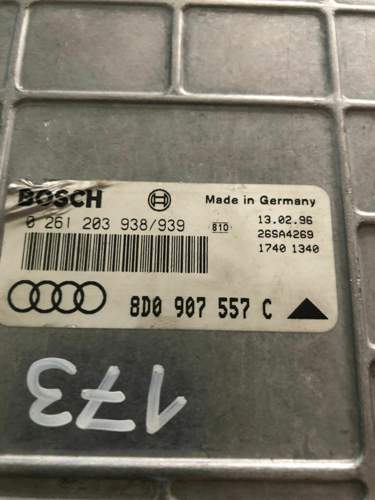 BOSCH Made in Germany
0 261 203 938/939 810 13.02.96
26SA4269
1740 1340
8D0 907 557 C
173